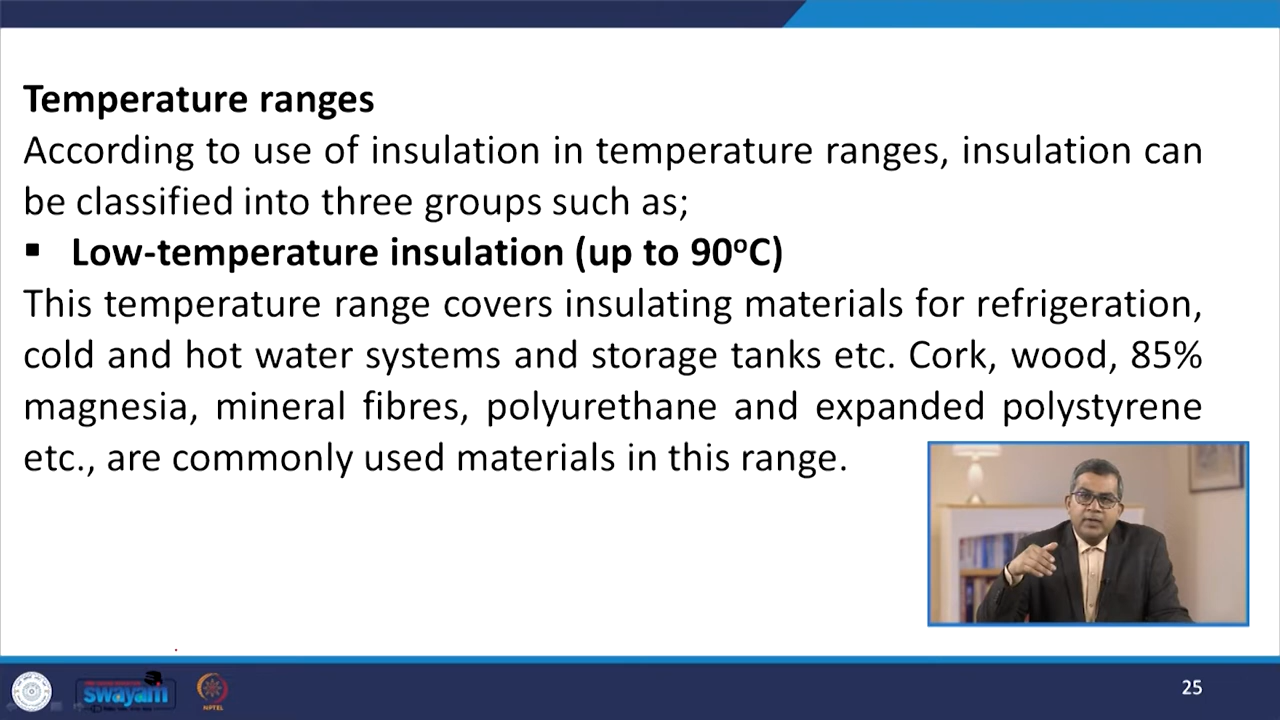 Temperature ranges
According to use of insulation in temperature ranges, insulation can
be classified into three groups such as;
▪ Low-temperature insulation (up to 90°C)
This temperature range covers insulating materials for refrigeration,
cold and hot water systems and storage tanks etc. Cork, wood, 85%
magnesia, mineral fibres, polyurethane and expanded polystyrene
etc., are commonly used materials in this range.
swayam
NPTEL
25